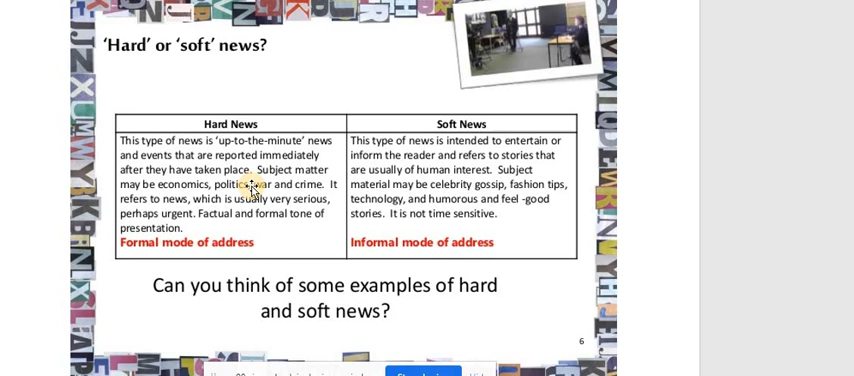 ‘Hard’ or ‘soft’ news?
Hard News
This type of news is ‘up-to-the-minute’ news
and events that are reported immediately
after they have taken place. Subject matter
may be economics, politics, war and crime. It
refers to news, which is usually very serious,
perhaps urgent. Factual and formal tone of
presentation.
Formal mode of address
Soft News
This type of news is intended to entertain or
inform the reader and refers to stories that
are usually of human interest. Subject
material may be celebrity gossip, fashion tips,
technology, and humorous and feel -good
stories. It is not time sensitive.
Informal mode of address
Can you think of some examples of hard
and soft news?
6